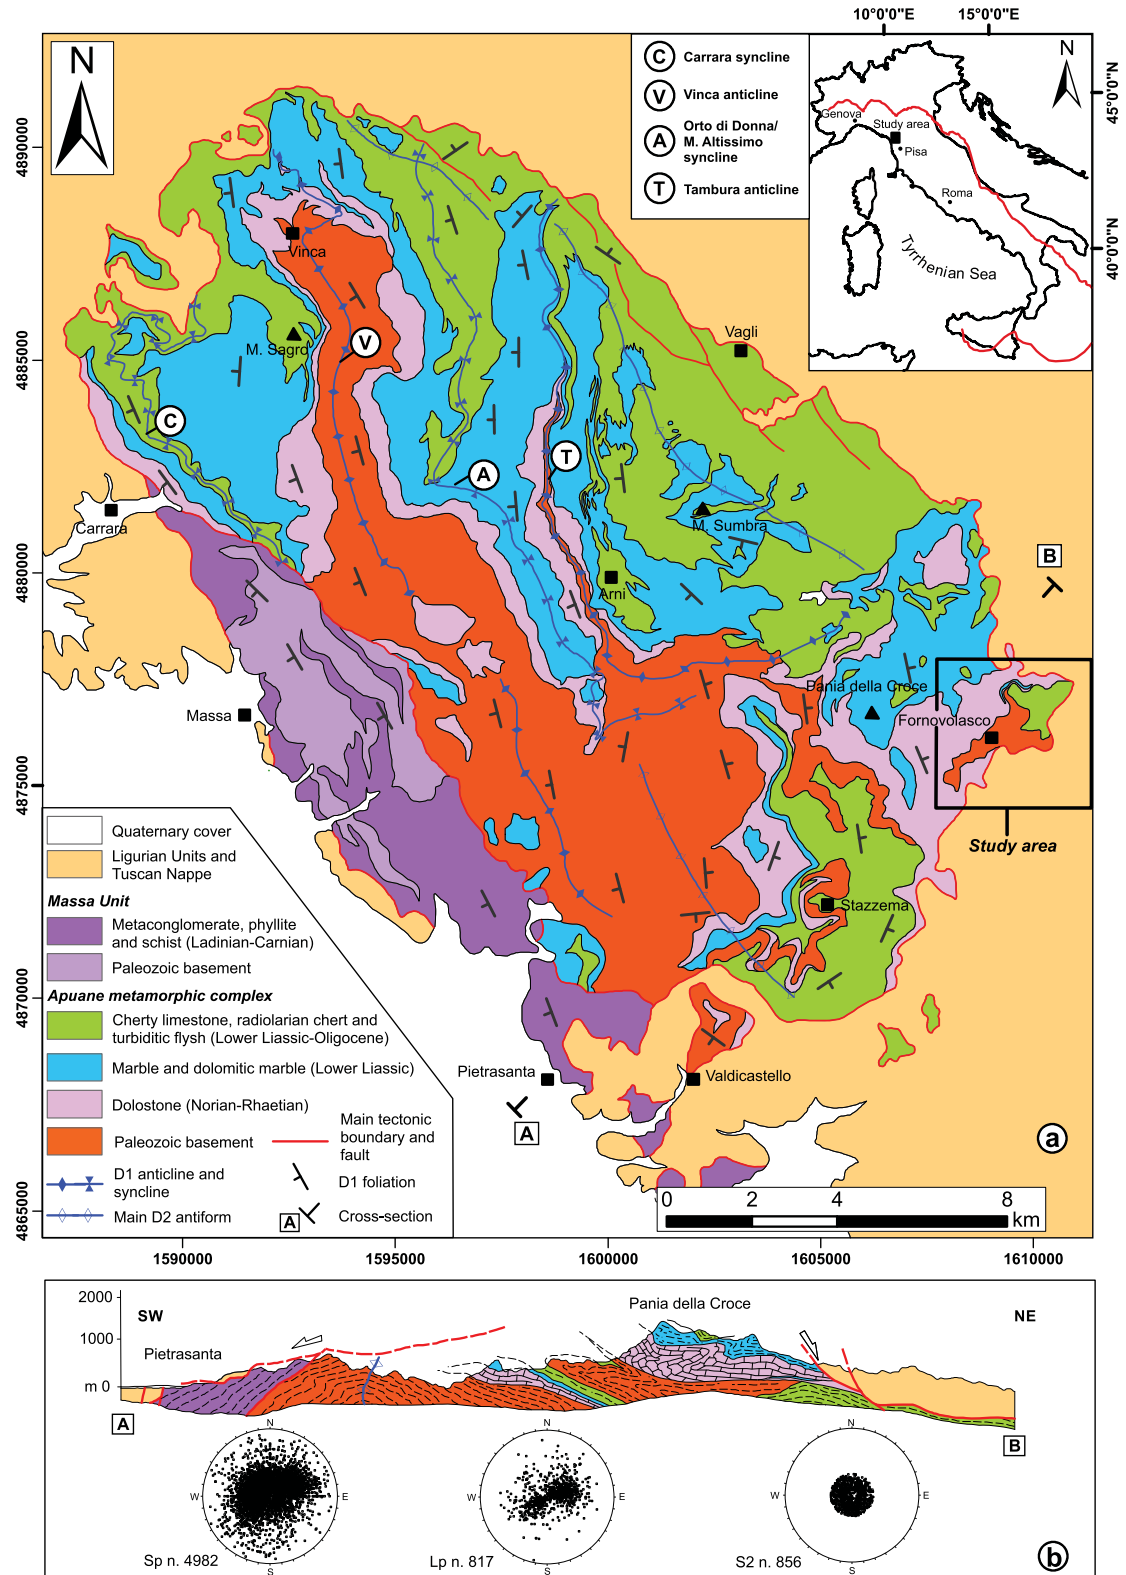 10°0'0"E
15°0'0"E
N
C
Carrara syncline
V
Vinca anticline
A
Orto di Donna/
M. Altissimo
syncline
T
Tambura anticline
N
45°0'0"N
40°0'0"N
Genova
Study area
Pisa
Roma
Tyrrhenian Sea
4890000
4885000
4880000
4875000
4870000
4865000
Vinca
M. Sagro
V
C
A
T
Vagli
M. Sumbra
Carrara
Arni
B
Massa
Pania della Croce
Fornovolasco
Study area
Stazzema
Pietrasanta
A
Valdicastello
a
Quaternary cover
Ligurian Units and
Tuscan Nappe
Massa Unit
Metaconglomerate, phyllite
and schist (Ladinian-Carnian)
Paleozoic basement
Apuane metamorphic complex
Cherty limestone, radiolarian chert and
turbiditic flysh (Lower Liassic-Oligocene)
Marble and dolomitic marble (Lower Liassic)
Dolostone (Norian-Rhaetian)
Paleozoic basement
Main tectonic
boundary and
fault
D1 anticline and
syncline
D1 foliation
Main D2 antiform
A
Cross-section
0 2 4 8
km
1590000
1595000
1600000
1605000
1610000
2000
1000
m 0
SW
NE
Pietrasanta
Pania della Croce
A
B
N
W
E
S
Sp n. 4982
N
W
E
S
Lp n. 817
N
W
E
S
S2 n. 856
b